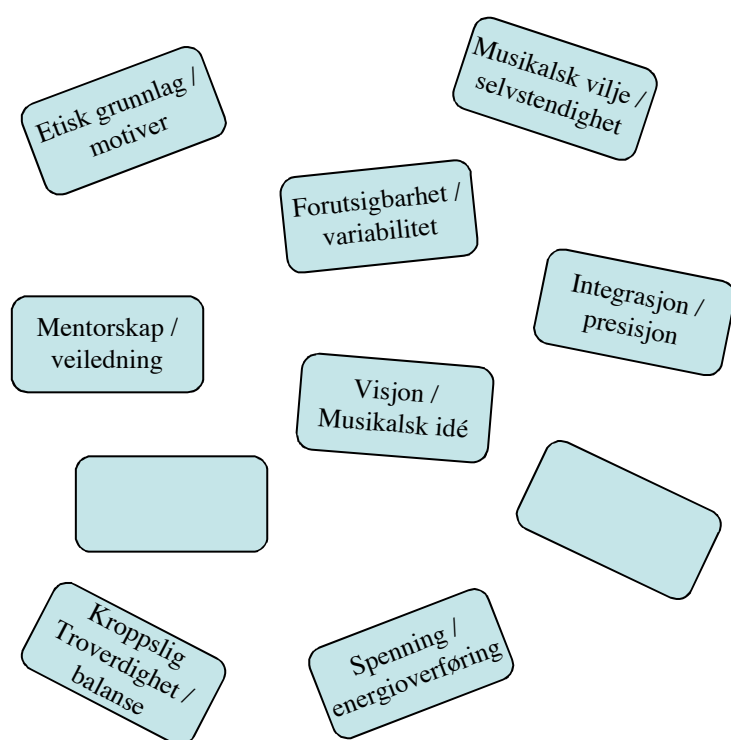 Etisk grunnlag /
motiver
Musikalsk vilje /
selvstendighet
Forutsigbarhet /
variabilitet
Integrasjon /
presisjon
Mentorskap /
veiledning
Visjon /
Musikalsk idé
Kroppslig
Troverdighet /
balanse
Spenning /
energioverføring